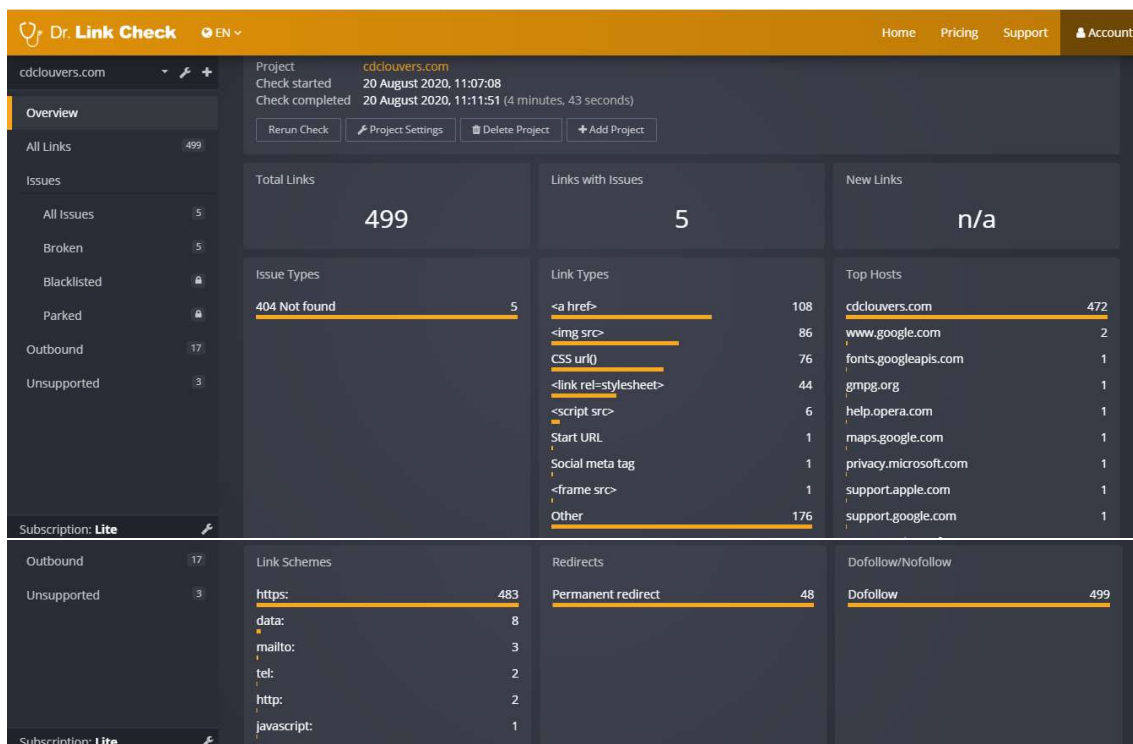 Dr. Link Check EN Home Pricing Support Account
cdclouvers.com
Overview
All Links 499
Issues
All Issues 5
Broken 5
Blacklisted
Parked
Outbound 17
Unsupported 3
Subscription: Lite
Project cdclouvers.com
Check started 20 August 2020, 11:07:08
Check completed 20 August 2020, 11:11:51 (4 minutes, 43 seconds)
Rerun Check Project Settings Delete Project Add Project
Total Links
499
Links with Issues
5
New Links
n/a
Issue Types
404 Not found 5
Link Types
<a href> 108
<img src> 86
CSS url() 76
<link rel=stylesheet> 44
<script src> 6
Start URL 1
Social meta tag 1
<frame src> 1
Other 176
Top Hosts
cdclouvers.com 472
www.google.com 2
fonts.googleapis.com 1
gmpg.org 1
help.opera.com 1
maps.google.com 1
privacy.microsoft.com 1
support.apple.com 1
support.google.com 1
Outbound 17
Unsupported 3
Subscription: Lite
Link Schemes
https: 483
data: 8
mailto: 3
tel: 2
http: 2
javascript: 1
Redirects
Permanent redirect 48
Dofollow/Nofollow
Dofollow 499